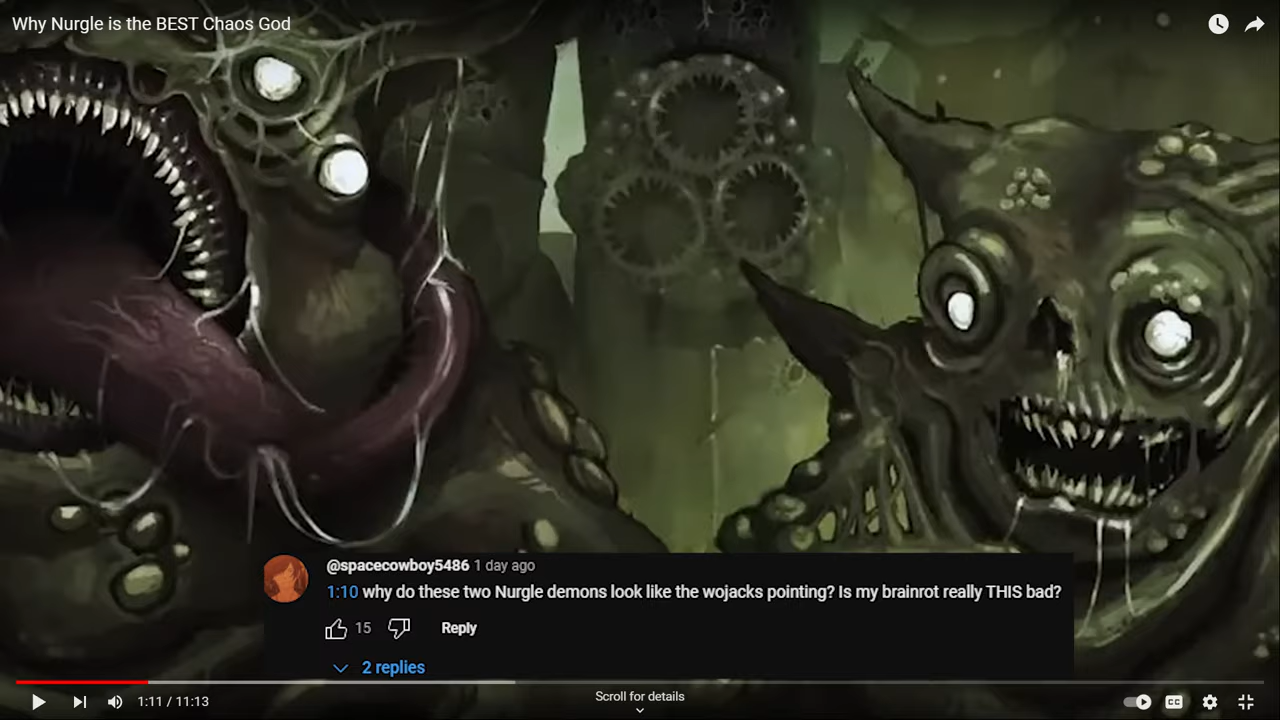 Why Nurgle is the BEST Chaos God
@spacecowboy5486 1 day ago
1:10 why do these two Nurgle demons look like the wojacks pointing? Is my brainrot really THIS bad?
15 Reply
2 replies
Scroll for details
1:11 / 11:13
CC